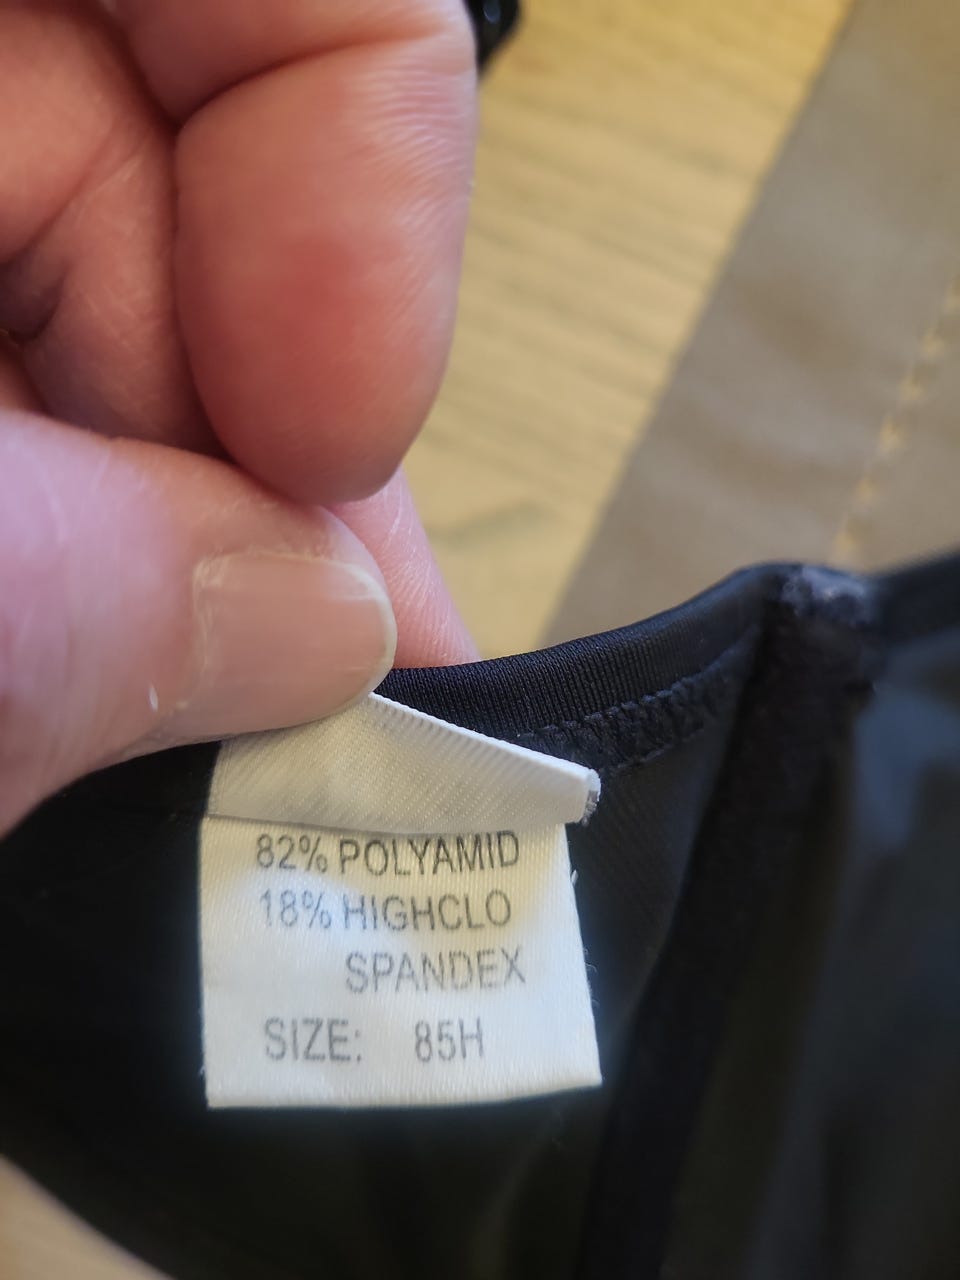 82% POLYAMID
18% HIGHCLO
SPANDEX
SIZE: 85H